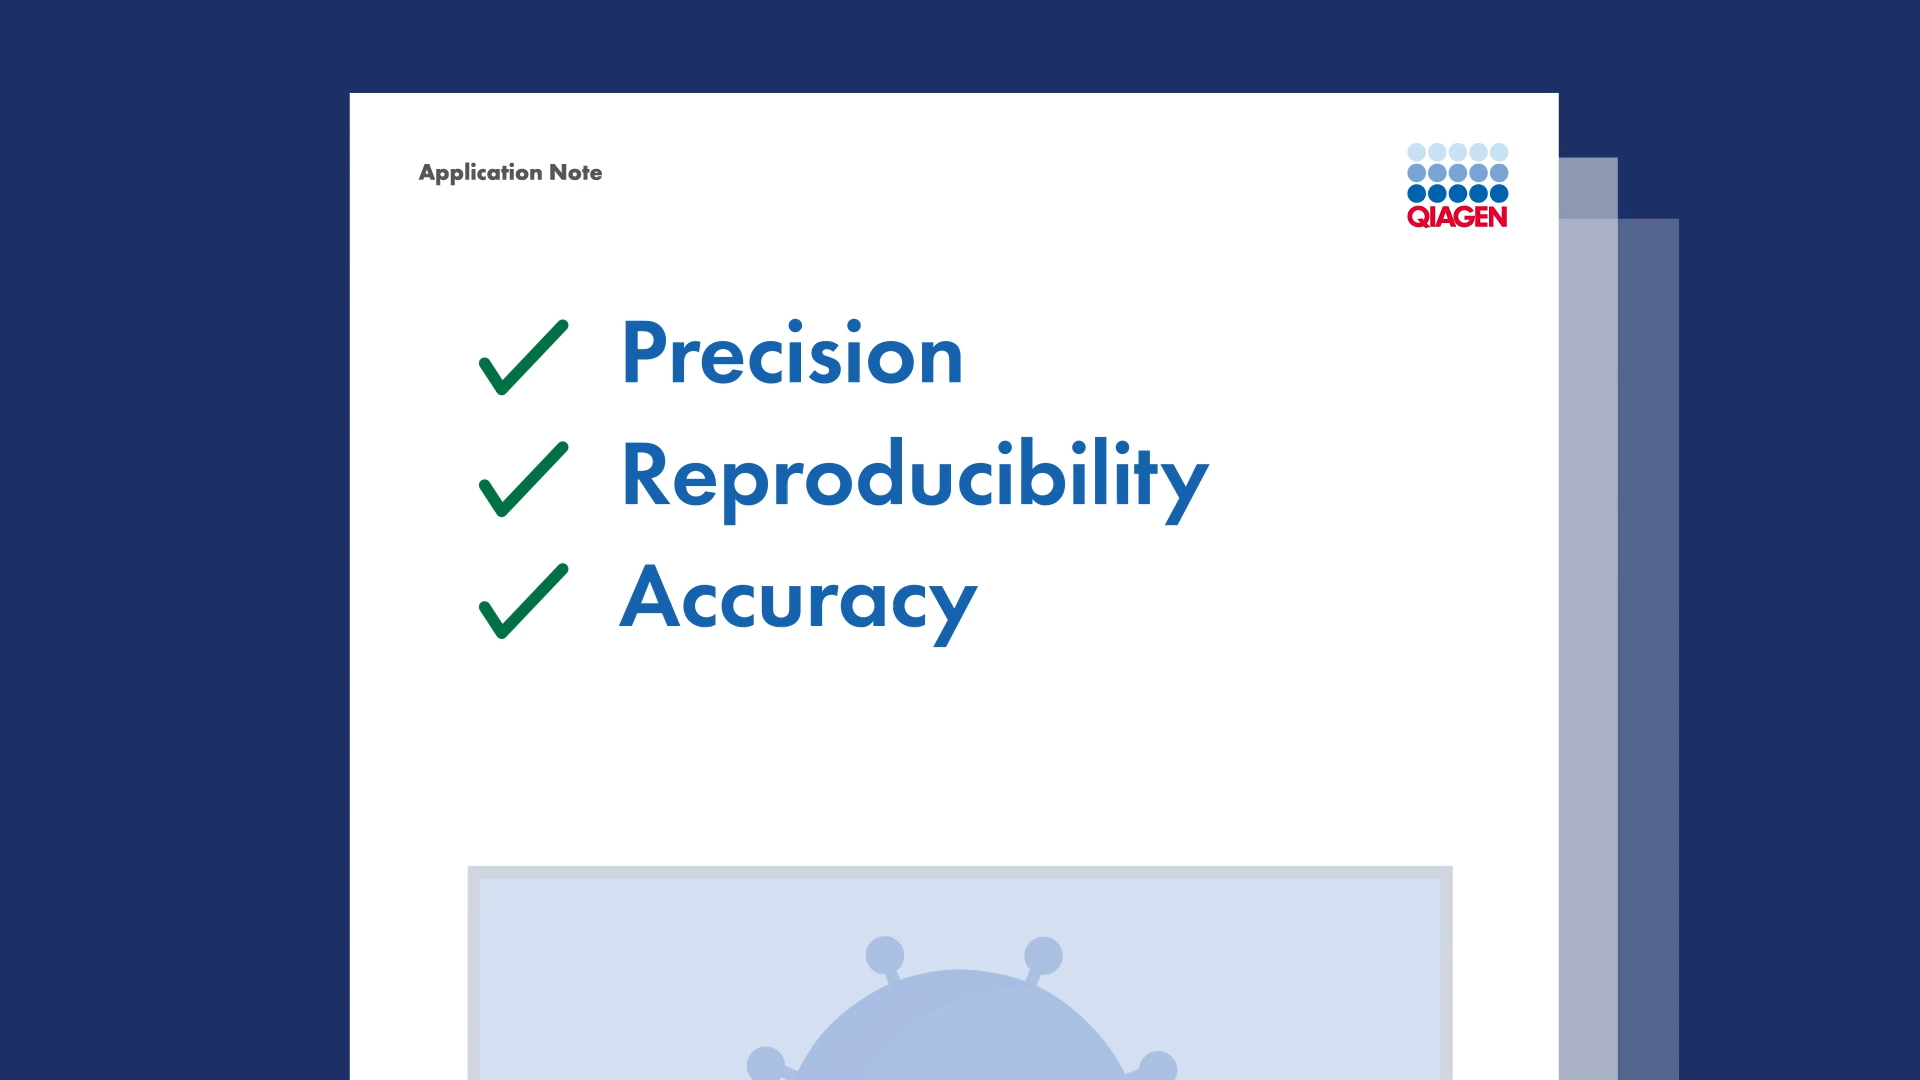 Application Note
QIAGEN
Precision
Reproducibility
Accuracy